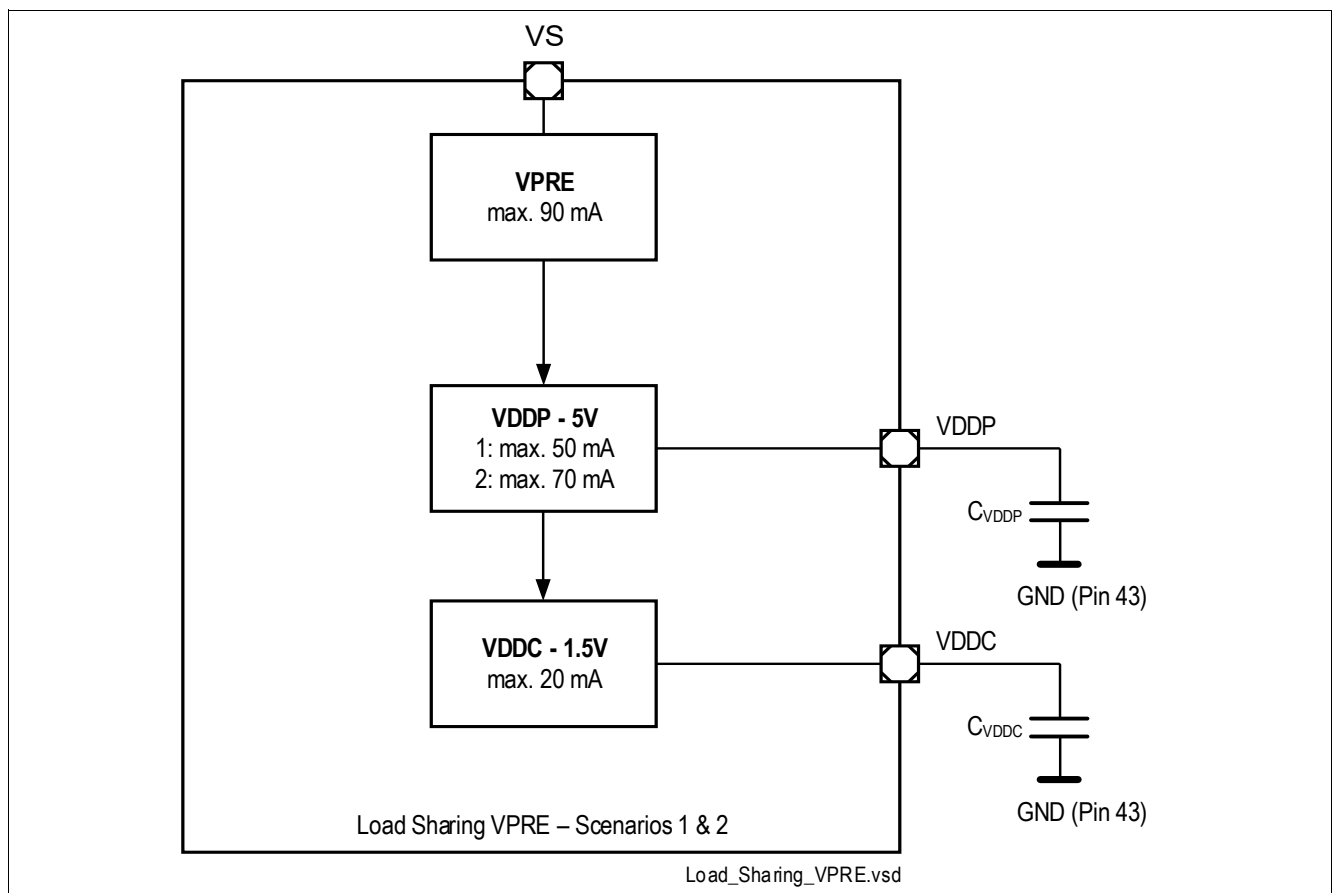 VS
VPRE
max. 90 mA
VDDP - 5V
1: max. 50 mA
2: max. 70 mA
VDDP
CVDDP
GND (Pin 43)
VDDC - 1.5V
max. 20 mA
VDDC
CVDDC
GND (Pin 43)
Load Sharing VPRE – Scenarios 1 & 2
Load_Sharing_VPRE.vsd